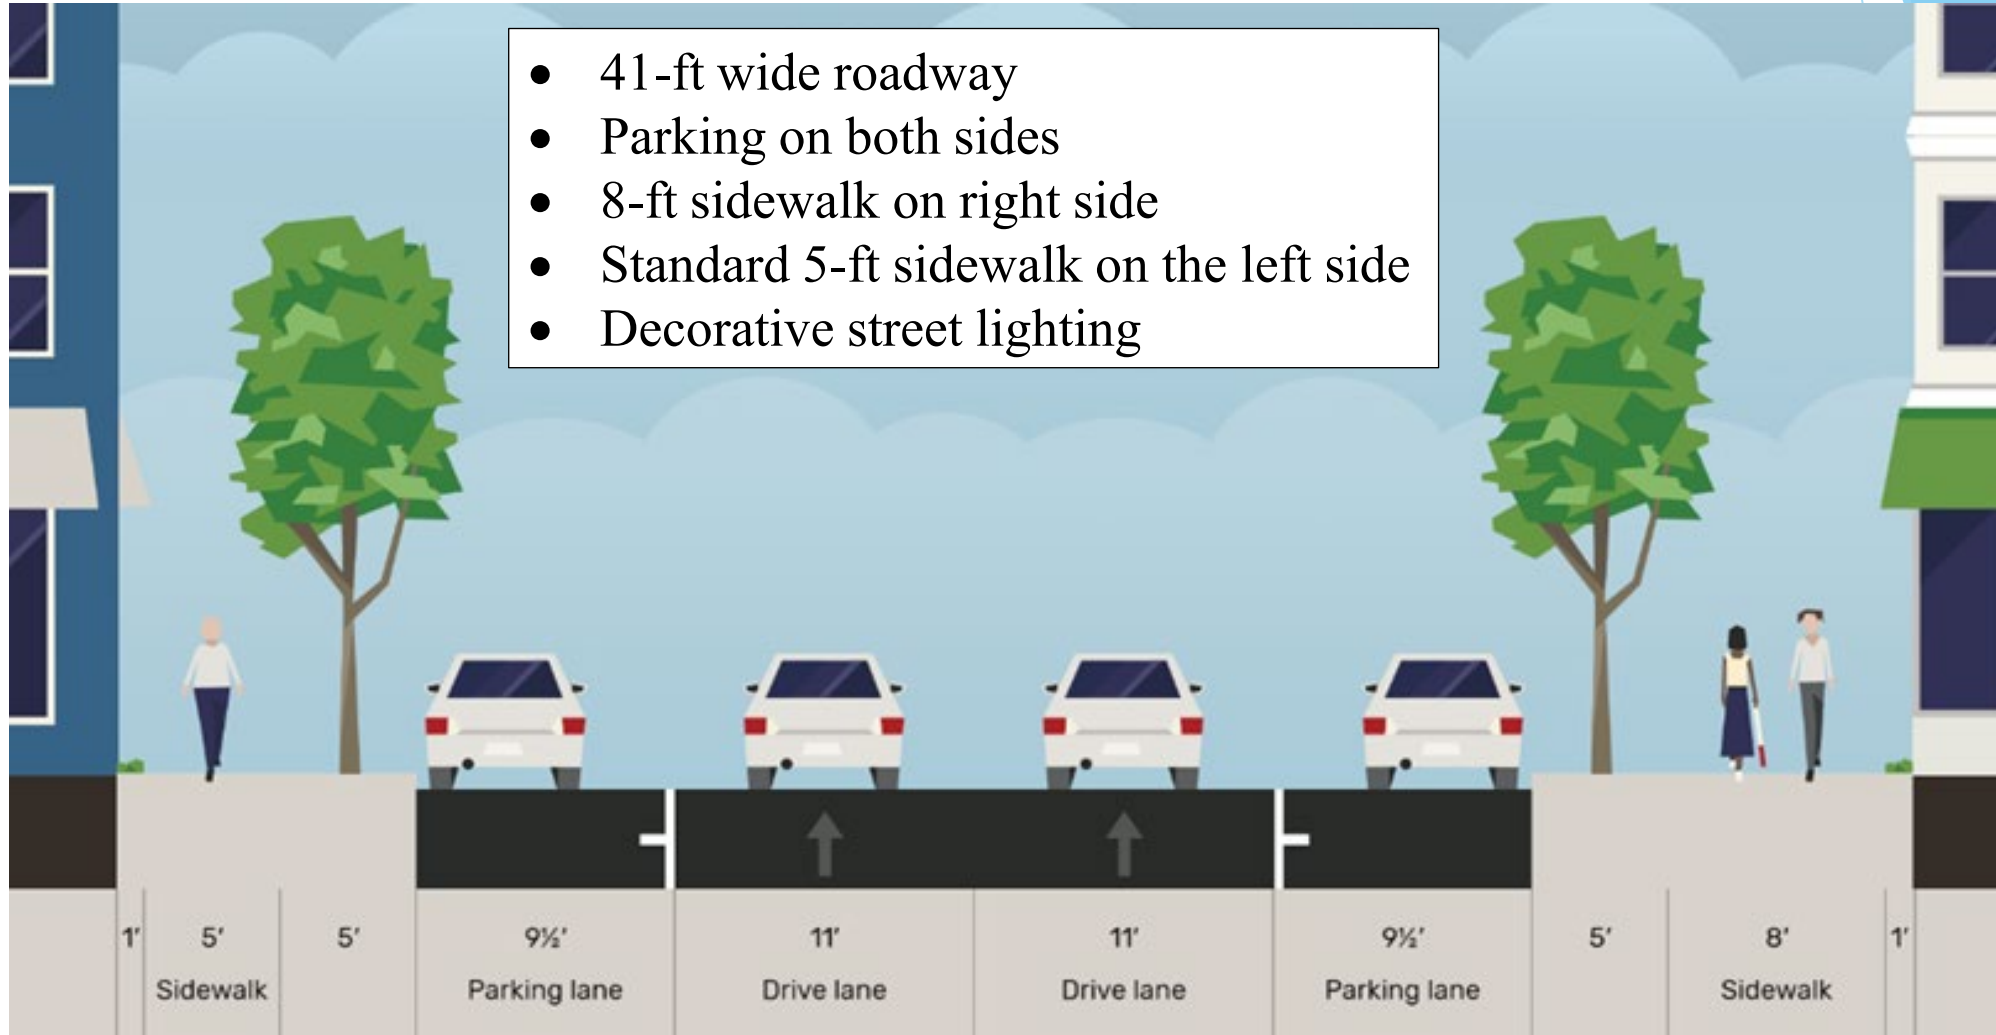 • 41-ft wide roadway
• Parking on both sides
• 8-ft sidewalk on right side
• Standard 5-ft sidewalk on the left side
• Decorative street lighting
1' 5' 5' 9½' 11' 11' 9½' 5' 8' 1'
Sidewalk Parking lane Drive lane Drive lane Parking lane Sidewalk